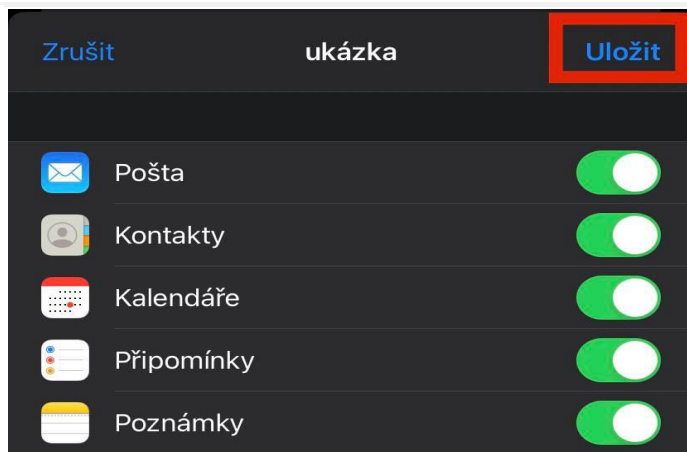 Zrušit ukázka Uložit
Pošta
Kontakty
Kalendáře
Připomínky
Poznámky